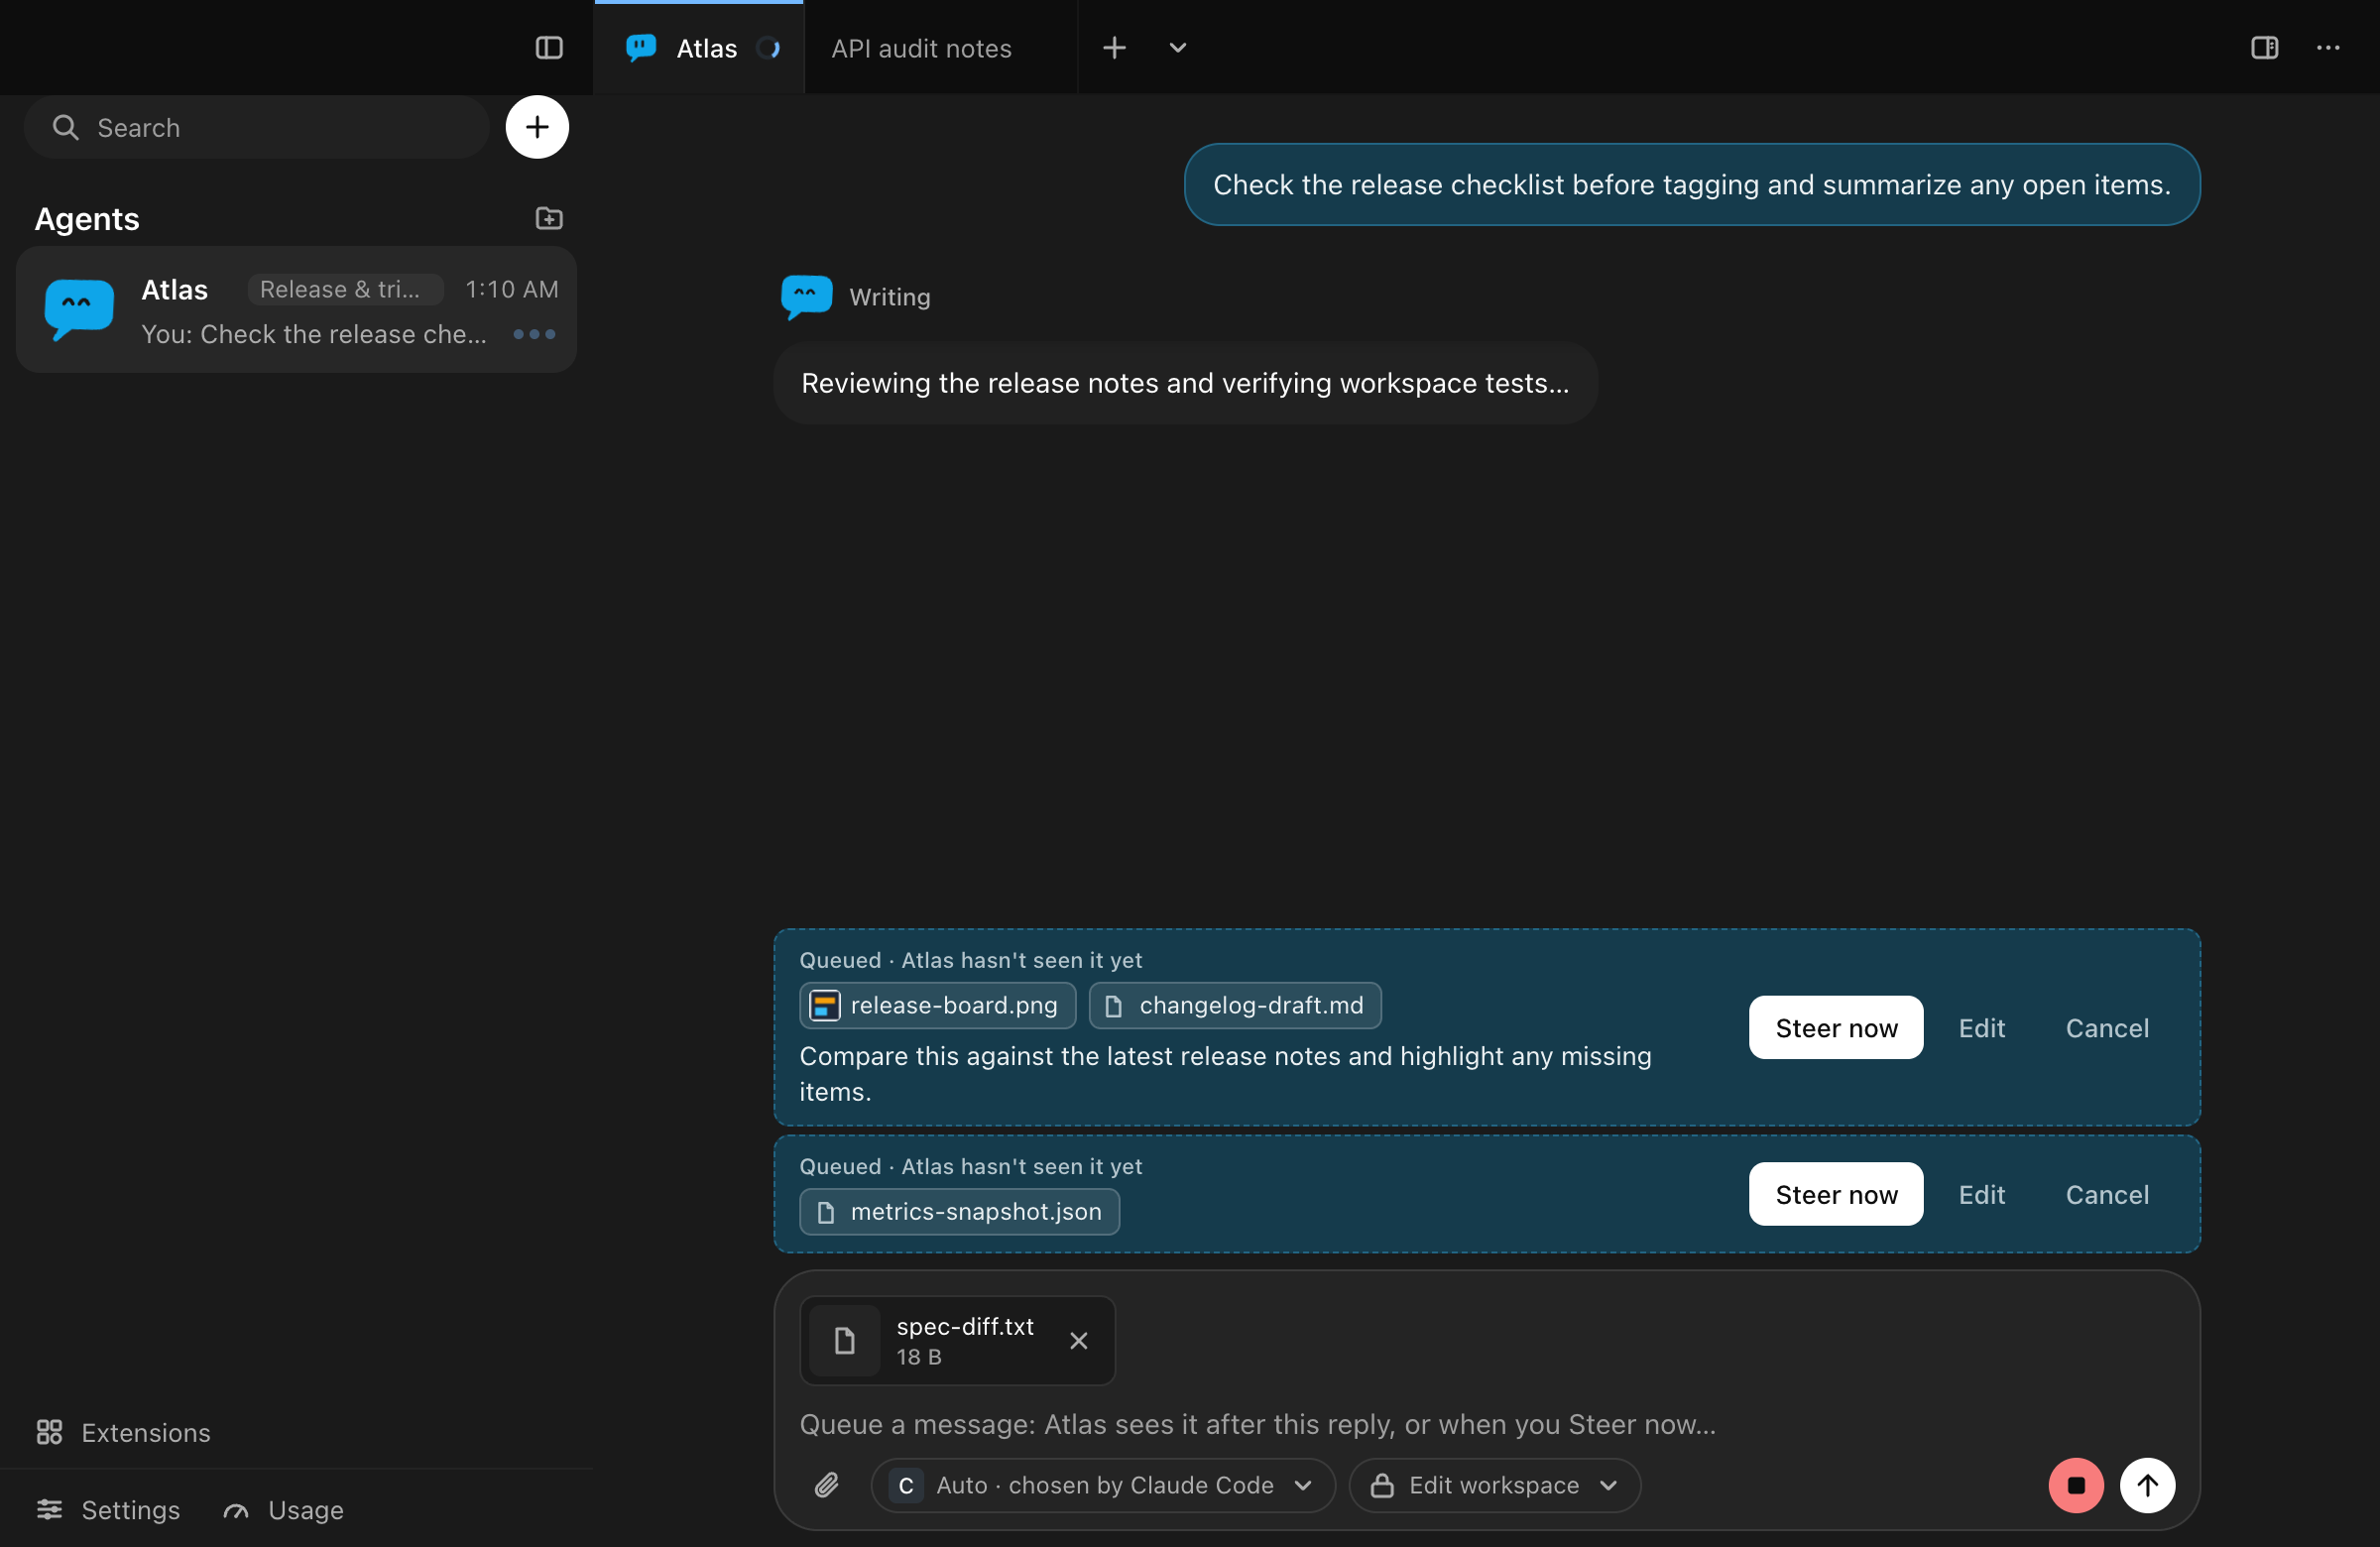 Atlas
API audit notes
Search
Agents
Atlas
Release & tri...
1:10 AM
You: Check the release che...
Extensions
Settings
Usage
Check the release checklist before tagging and summarize any open items.
Writing
Reviewing the release notes and verifying workspace tests...
Queued · Atlas hasn't seen it yet
release-board.png
changelog-draft.md
Compare this against the latest release notes and highlight any missing
items.
Steer now
Edit
Cancel
Queued · Atlas hasn't seen it yet
metrics-snapshot.json
Steer now
Edit
Cancel
spec-diff.txt
18 B
Queue a message: Atlas sees it after this reply, or when you Steer now...
C
Auto · chosen by Claude Code
Edit workspace